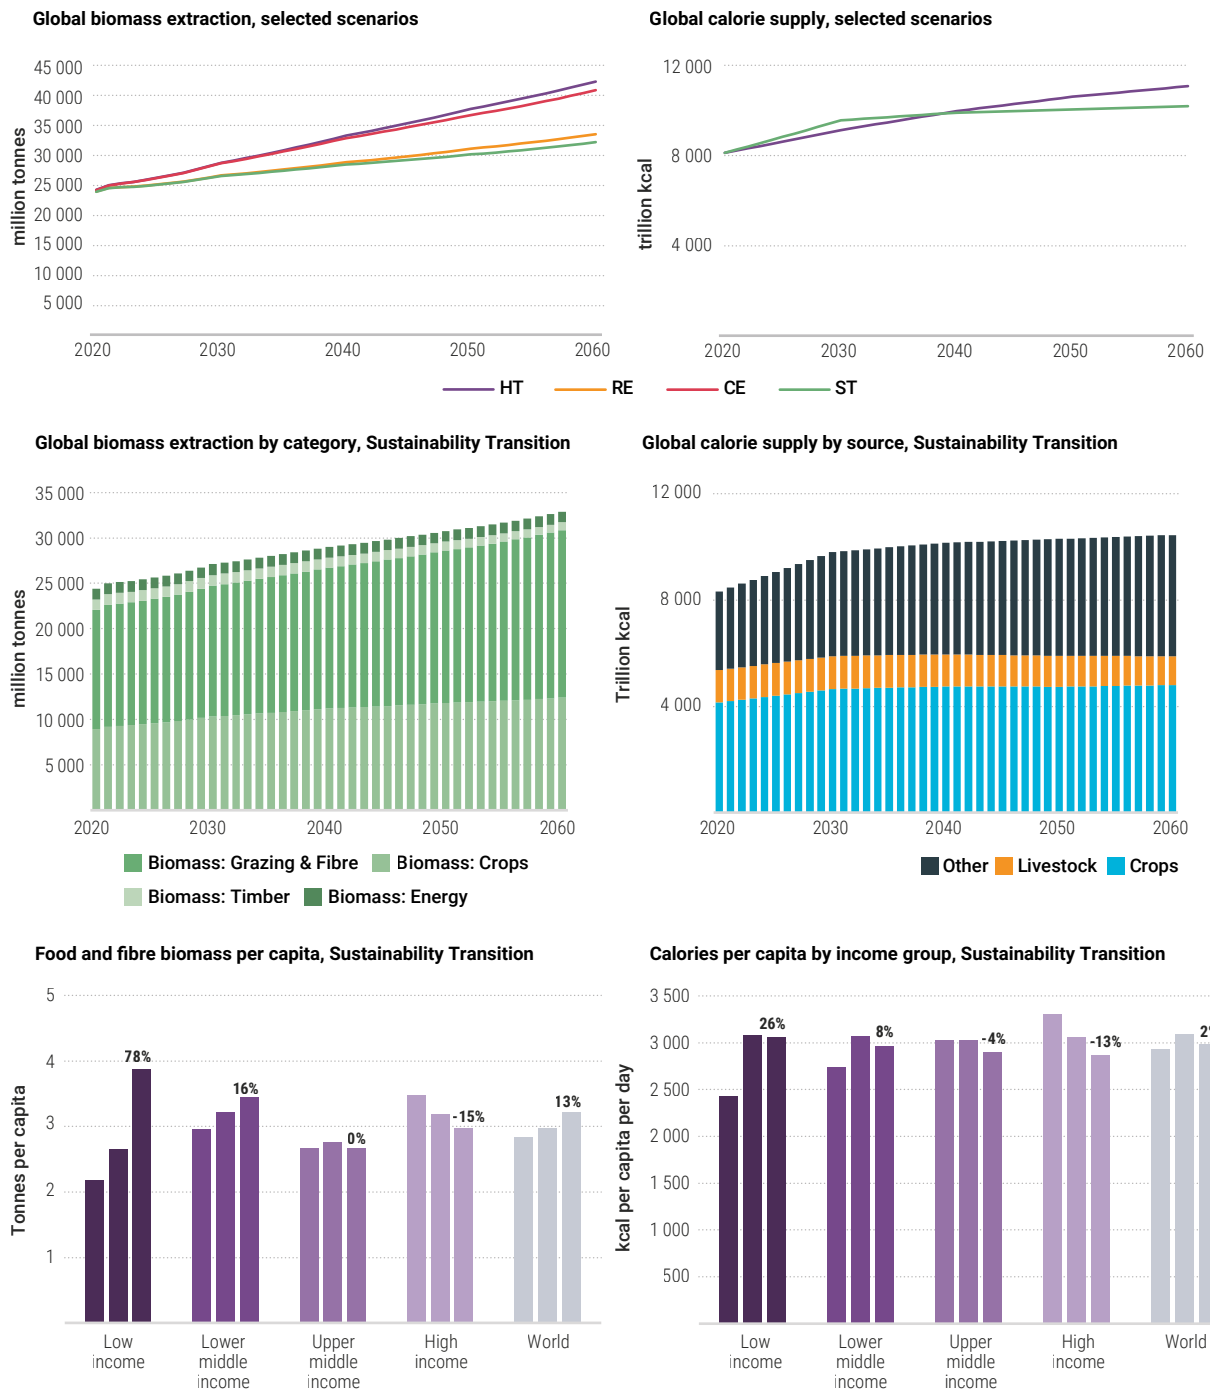 Global biomass extraction, selected scenarios
million tonnes
45 000
40 000
35 000
30 000
25 000
20 000
15 000
10 000
5 000
2020 2030 2040 2050 2060
Global calorie supply, selected scenarios
trillion kcal
12 000
8 000
4 000
2020 2030 2040 2050 2060
HT RE CE ST
Global biomass extraction by category, Sustainability Transition
million tonnes
35 000
30 000
25 000
20 000
15 000
10 000
5 000
2020 2030 2040 2050 2060
Biomass: Grazing & Fibre Biomass: Crops
Biomass: Timber Biomass: Energy
Global calorie supply by source, Sustainability Transition
Trillion kcal
12 000
8 000
4 000
2020 2030 2040 2050 2060
Other Livestock Crops
Food and fibre biomass per capita, Sustainability Transition
Tonnes per capita
5
4
3
2
1
78%
16%
0%
-15%
13%
Low income
Lower middle income
Upper middle income
High income
World
Calories per capita by income group, Sustainability Transition
kcal per capita per day
3 500
3 000
2 500
2 000
1 500
1 000
500
26%
8%
-4%
-13%
Low income
Lower middle income
Upper middle income
High income
World